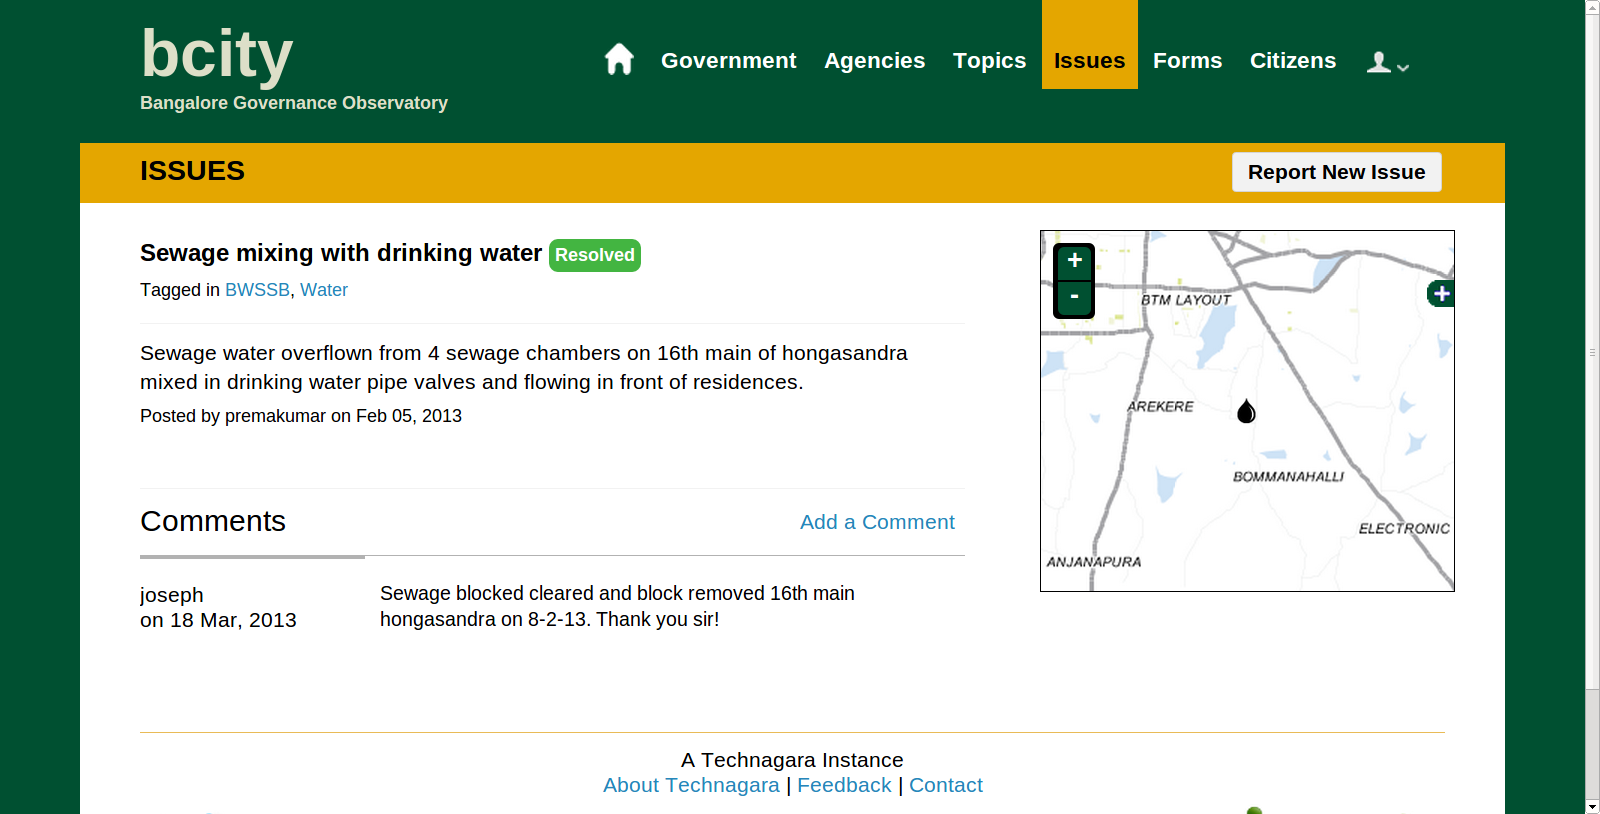 bcity
Bangalore Governance Observatory
Government Agencies Topics Issues Forms Citizens
ISSUES
Report New Issue
Sewage mixing with drinking water Resolved
Tagged in BWSSB, Water
Sewage water overflown from 4 sewage chambers on 16th main of hongasandra
mixed in drinking water pipe valves and flowing in front of residences.
Posted by premakumar on Feb 05, 2013
+
-
BTM LAYOUT
+
AREKERE
BOMMANAHALLI
ELECTRONIC
ANJANAPURA
Comments
Add a Comment
joseph
on 18 Mar, 2013
Sewage blocked cleared and block removed 16th main
hongasandra on 8-2-13. Thank you sir!
A Technagara Instance
About Technagara | Feedback | Contact